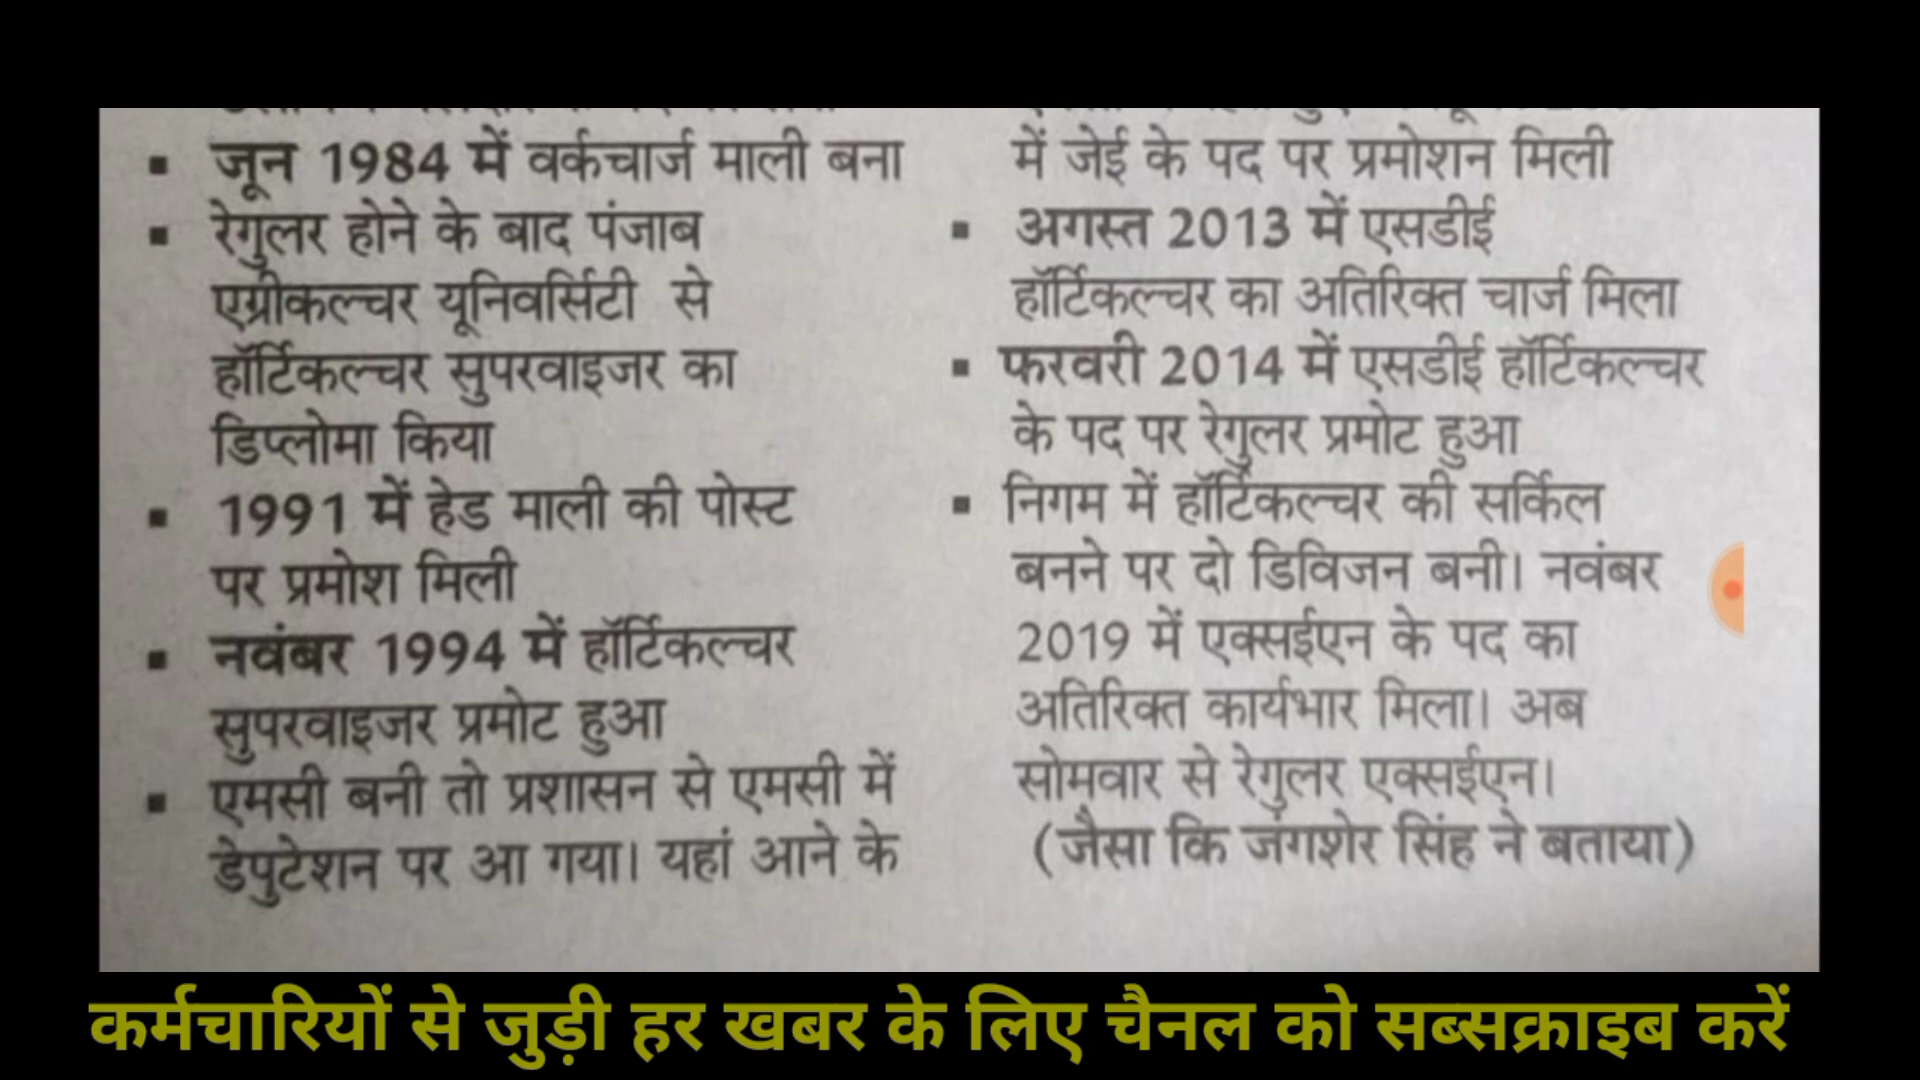 जून 1984 में वर्कचार्ज माली बना
रेगुलर होने के बाद पंजाब
एग्रीकल्चर यूनिवर्सिटी से
हॉर्टिकल्चर सुपरवाइजर का
डिप्लोमा किया
1991 में हेड माली की पोस्ट
पर प्रमोश मिली
नवंबर 1994 में हॉर्टिकल्चर
सुपरवाइजर प्रमोट हुआ
एमसी बनी तो प्रशासन से एमसी में
डेपुटेशन पर आ गया। यहां आने के
में जेई के पद पर प्रमोशन मिली
अगस्त 2013 में एसडीई
हॉर्टिकल्चर का अतिरिक्त चार्ज मिला
फरवरी 2014 में एसडीई हॉर्टिकल्चर
के पद पर रेगुलर प्रमोट हुआ
निगम में हॉर्टिकल्चर की सर्किल
बनने पर दो डिविजन बनी। नवंबर
2019 में एक्सईएन के पद का
अतिरिक्त कार्यभार मिला। अब
सोमवार से रेगुलर एक्सईएन।
(जैसा कि जंगशेर सिंह ने बताया)
कर्मचारियों से जुड़ी हर खबर के लिए चैनल को सब्सक्राइब करें